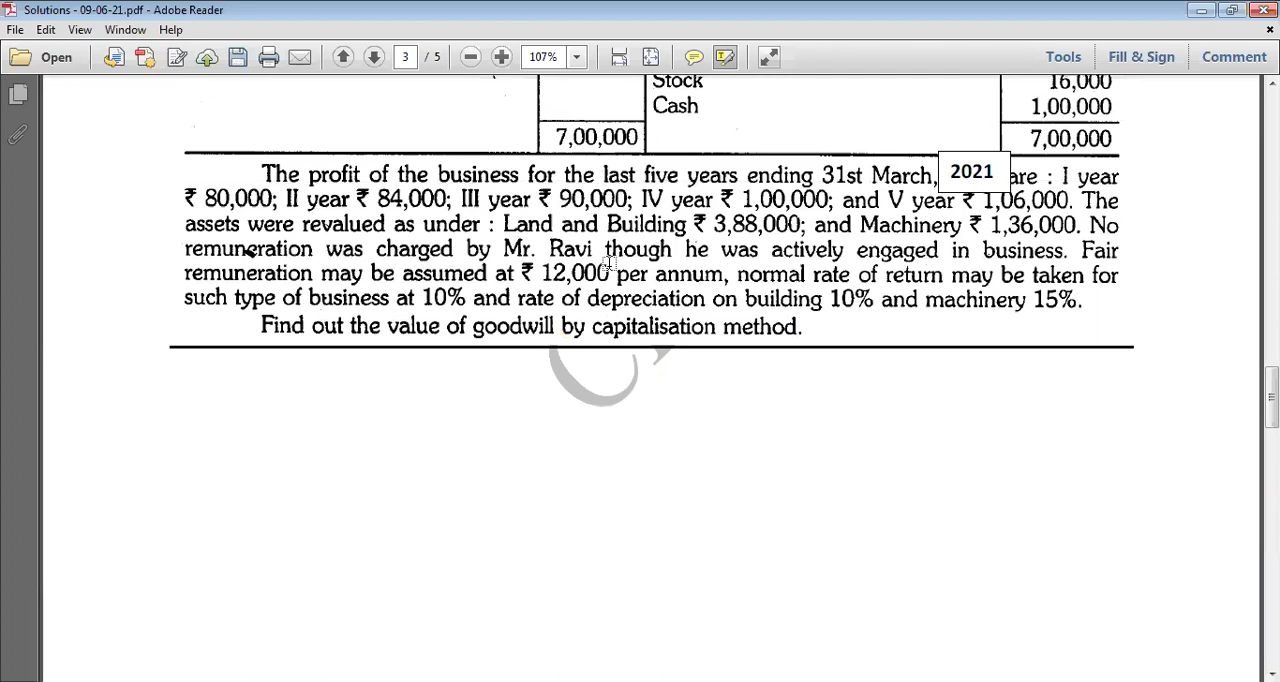 Solutions - 09-06-21.pdf - Adobe Reader
File Edit View Window Help
Open 3 / 5 107% Tools Fill & Sign Comment
Stock 16,000
Cash 1,00,000
7,00,000 7,00,000
The profit of the business for the last five years ending 31st March, 2021 are : I year
₹ 80,000; II year ₹ 84,000; III year ₹ 90,000; IV year ₹ 1,00,000; and V year ₹ 1,06,000. The
assets were revalued as under : Land and Building ₹ 3,88,000; and Machinery ₹ 1,36,000. No
remuneration was charged by Mr. Ravi though he was actively engaged in business. Fair
remuneration may be assumed at ₹ 12,000 per annum, normal rate of return may be taken for
such type of business at 10% and rate of depreciation on building 10% and machinery 15%.
Find out the value of goodwill by capitalisation method.